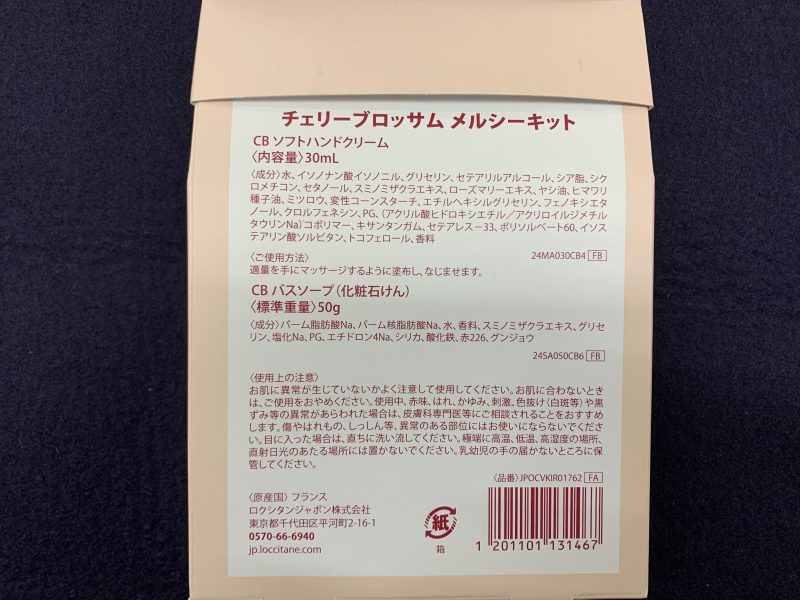 チェリーブロッサム メルシーキット
CB ソフトハンドクリーム
〈内容量〉30mL
〈成分〉水、イソノナン酸イソノニル、グリセリン、セテアリルアルコール、シア脂、シク
ロメチコン、セタノール、スミノミザクラエキス、ローズマリーエキス、ヤシ油、ヒマワリ
種子油、ミツロウ、変性コーンスターチ、エチルヘキシルグリセリン、フェノキシエタ
ノール、クロルフェネシン、PG、(アクリル酸ヒドロキシエチル/アクリロイルジメチル
タウリンNa)コポリマー、キサンタンガム、セテアレス-33、ポリソルベート60、イソス
テアリン酸ソルビタン、トコフェロール、香料
24MA030CB4 FB
〈ご使用方法〉
適量を手にマッサージするように塗布し、なじませます。
CB バスソープ(化粧石けん)
〈標準重量〉50g
〈成分〉パーム脂肪酸Na、パーム核脂肪酸Na、水、香料、スミノミザクラエキス、グリセ
リン、塩化Na、PG、エチドロン4Na、シリカ、酸化鉄、赤226、グンジョウ
24SA050CB6 FB
〈使用上の注意〉
お肌に異常が生じていないかよく注意して使用してください。お肌に合わないとき
は、ご使用をおやめください。使用中、赤味、はれ、かゆみ、刺激、色抜け(白斑等)や黒
ずみ等の異常があらわれた場合は、皮膚科専門医等にご相談されることをおすすめ
します。傷やはれもの、しっしん等、異常のある部位にはお使いにならないでくださ
い。目に入った場合は、直ちに洗い流してください。極端に高温、低温、高湿度の場所、
直射日光のあたる場所には置かないでください。乳幼児の手の届かないところに保
管してください。
〈品番〉JPOCVKIR01762 FA
〈原産国〉フランス
ロクシタンジャポン株式会社
東京都千代田区平河町2-16-1
0570-66-6940
jp.loccitane.com
紙
箱
1 201101 131467